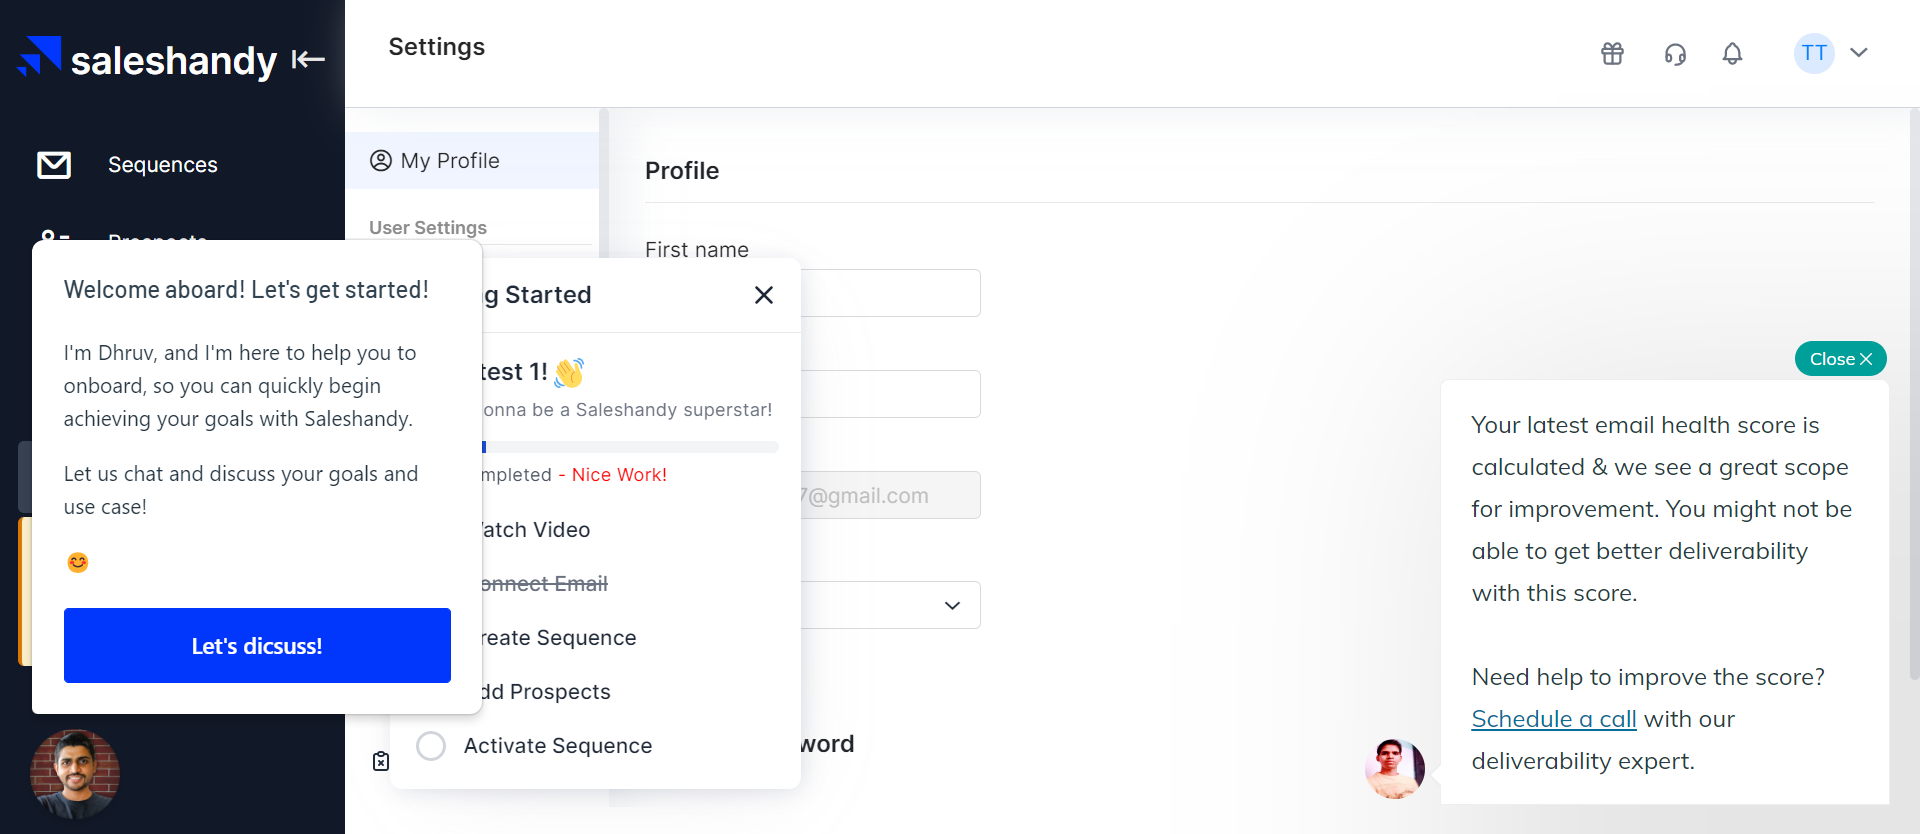 saleshandy
Settings
TT
Sequences
My Profile
Profile
User Settings
First name
Welcome aboard! Let's get started!
I'm Dhruv, and I'm here to help you to
onboard, so you can quickly begin
achieving your goals with Saleshandy.
Let us chat and discuss your goals and
use case!
Let's dicsuss!
g Started
test 1!
onna be a Saleshandy superstar!
mpleted - Nice Work!
atch Video
onnect Email
reate Sequence
dd Prospects
Activate Sequence
7@gmail.com
word
Close
Your latest email health score is
calculated & we see a great scope
for improvement. You might not be
able to get better deliverability
with this score.
Need help to improve the score?
Schedule a call with our
deliverability expert.